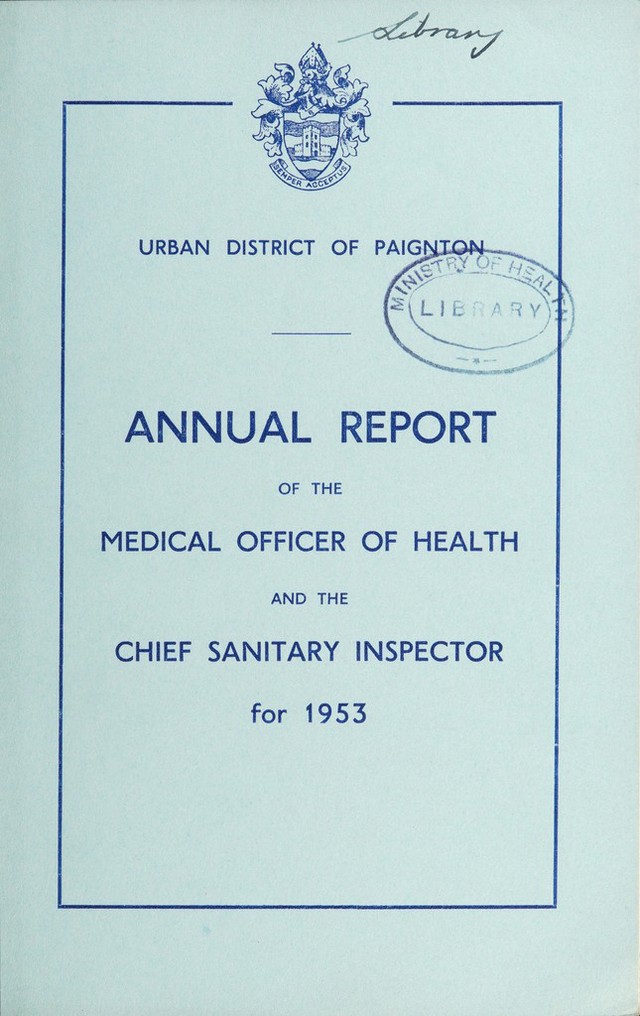 Library
SEMPER ACCEPTUS
URBAN DISTRICT OF PAIGNTON
MINISTRY OF HEALTH
LIBRARY
ANNUAL REPORT
OF THE
MEDICAL OFFICER OF HEALTH
AND THE
CHIEF SANITARY INSPECTOR
for 1953